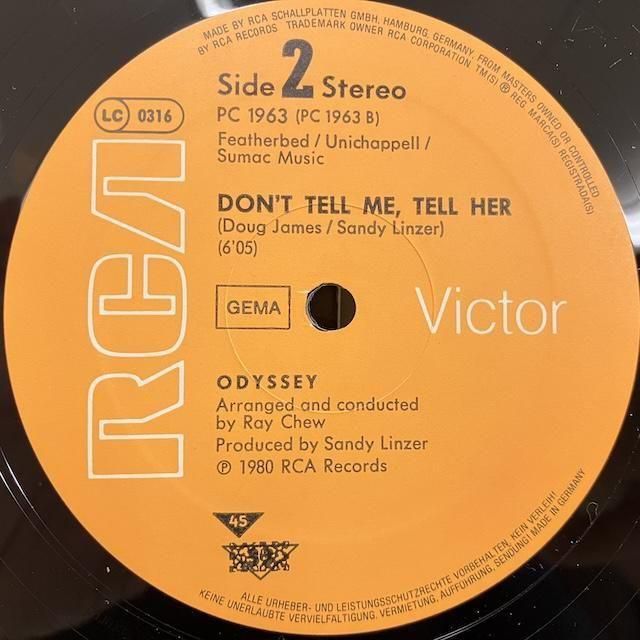 MADE BY RCA SCHALLPLATTEN GMBH, HAMBURG, GERMANY, FROM MASTERS OWNED OR CONTROLLED
BY RCA RECORDS TRADEMARK OWNER RCA CORPORATION TM(S) ® REG. MARCA(S) REGISTRADA(S)
Side 2 Stereo
LC 0316
PC 1963 (PC 1963 B)
Featherbed / Unichappell /
Sumac Music
DON'T TELL ME, TELL HER
(Doug James / Sandy Linzer)
(6'05)
RCA
GEMA
Victor
ODYSSEY
Arranged and conducted
by Ray Chew
Produced by Sandy Linzer
℗ 1980 RCA Records
45
ALLE URHEBER- UND LEISTUNGSSCHUTZRECHTE VORBEHALTEN, KEIN VERLEIH!
KEINE UNERLAUBTE VERVIELFÄLTIGUNG, VERMIETUNG, AUFFÜHRUNG, SENDUNG! MADE IN GERMANY